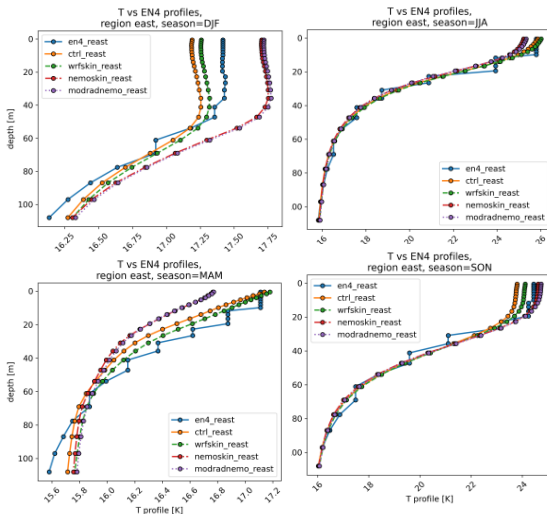 T vs EN4 profiles,
region east, season=DJF
en4_reast
ctrl_reast
wrfskin_reast
nemoskin_reast
modradnemo_reast
depth [m]
0
20
40
60
80
100
16.25
16.50
16.75
17.00
17.25
17.50
17.75
T vs EN4 profiles,
region east, season=JJA
en4_reast
ctrl_reast
wrfskin_reast
nemoskin_reast
modradnemo_reast
0
20
40
60
80
100
16
18
20
22
24
26
T vs EN4 profiles,
region east, season=MAM
en4_reast
ctrl_reast
wrfskin_reast
nemoskin_reast
modradnemo_reast
depth [m]
0
20
40
60
80
100
15.6
15.8
16.0
16.2
16.4
16.6
16.8
17.0
17.2
T profile [K]
T vs EN4 profiles,
region east, season=SON
en4_reast
ctrl_reast
wrfskin_reast
nemoskin_reast
modradnemo_reast
0
20
40
60
80
100
16
18
20
22
24
T profile [K]